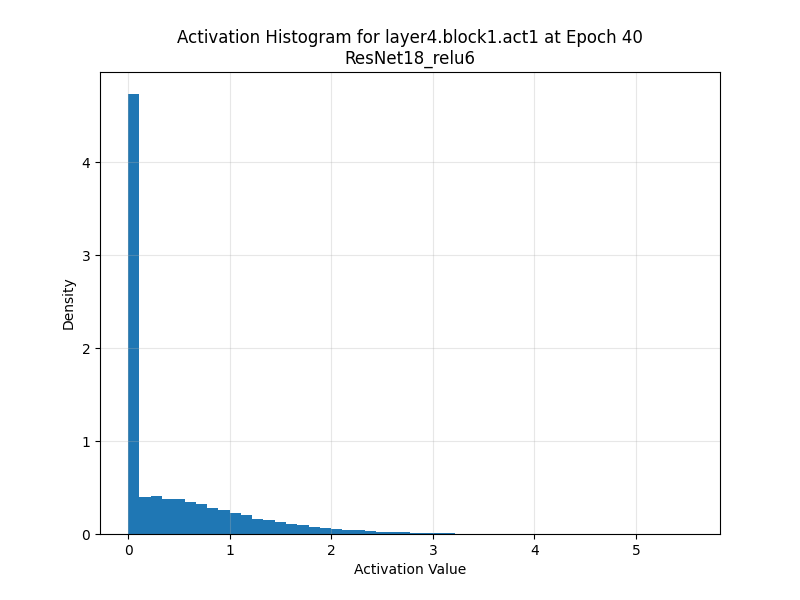 Activation Histogram for layer4.block1.act1 at Epoch 40
ResNet18_relu6
Density
4
3
2
1
0
0 1 2 3 4 5
Activation Value